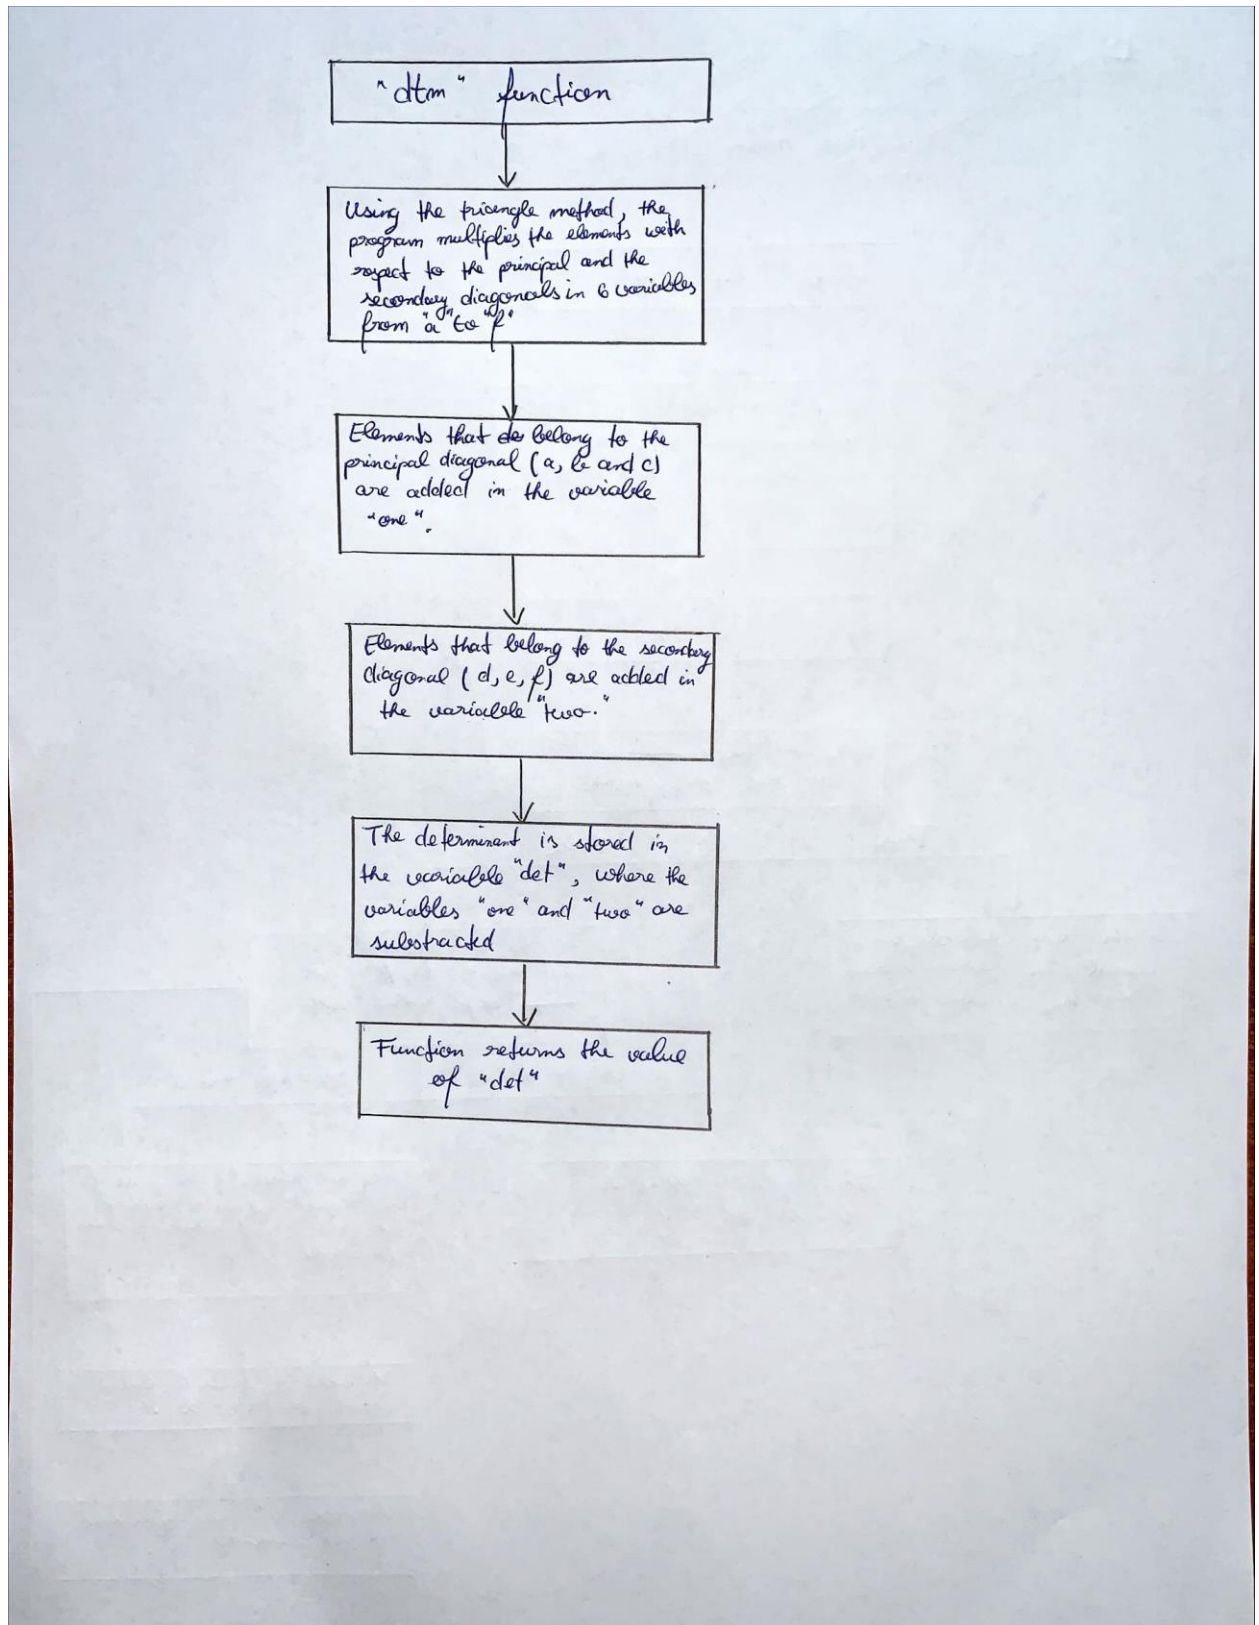 "dtm" function
Using the triangle method, the
program multiplies the elements with
respect to the principal and the
secondary diagonals in 6 variables
from "a" to "f"
Elements that do belong to the
principal diagonal (a, b and c)
are added in the variable
"one".
Elements that belong to the secondary
diagonal (d, e, f) are added in
the variable "two."
The determinant is stored in
the variable "det", where the
variables "one" and "two" are
substracted
Function returns the value
of "det"